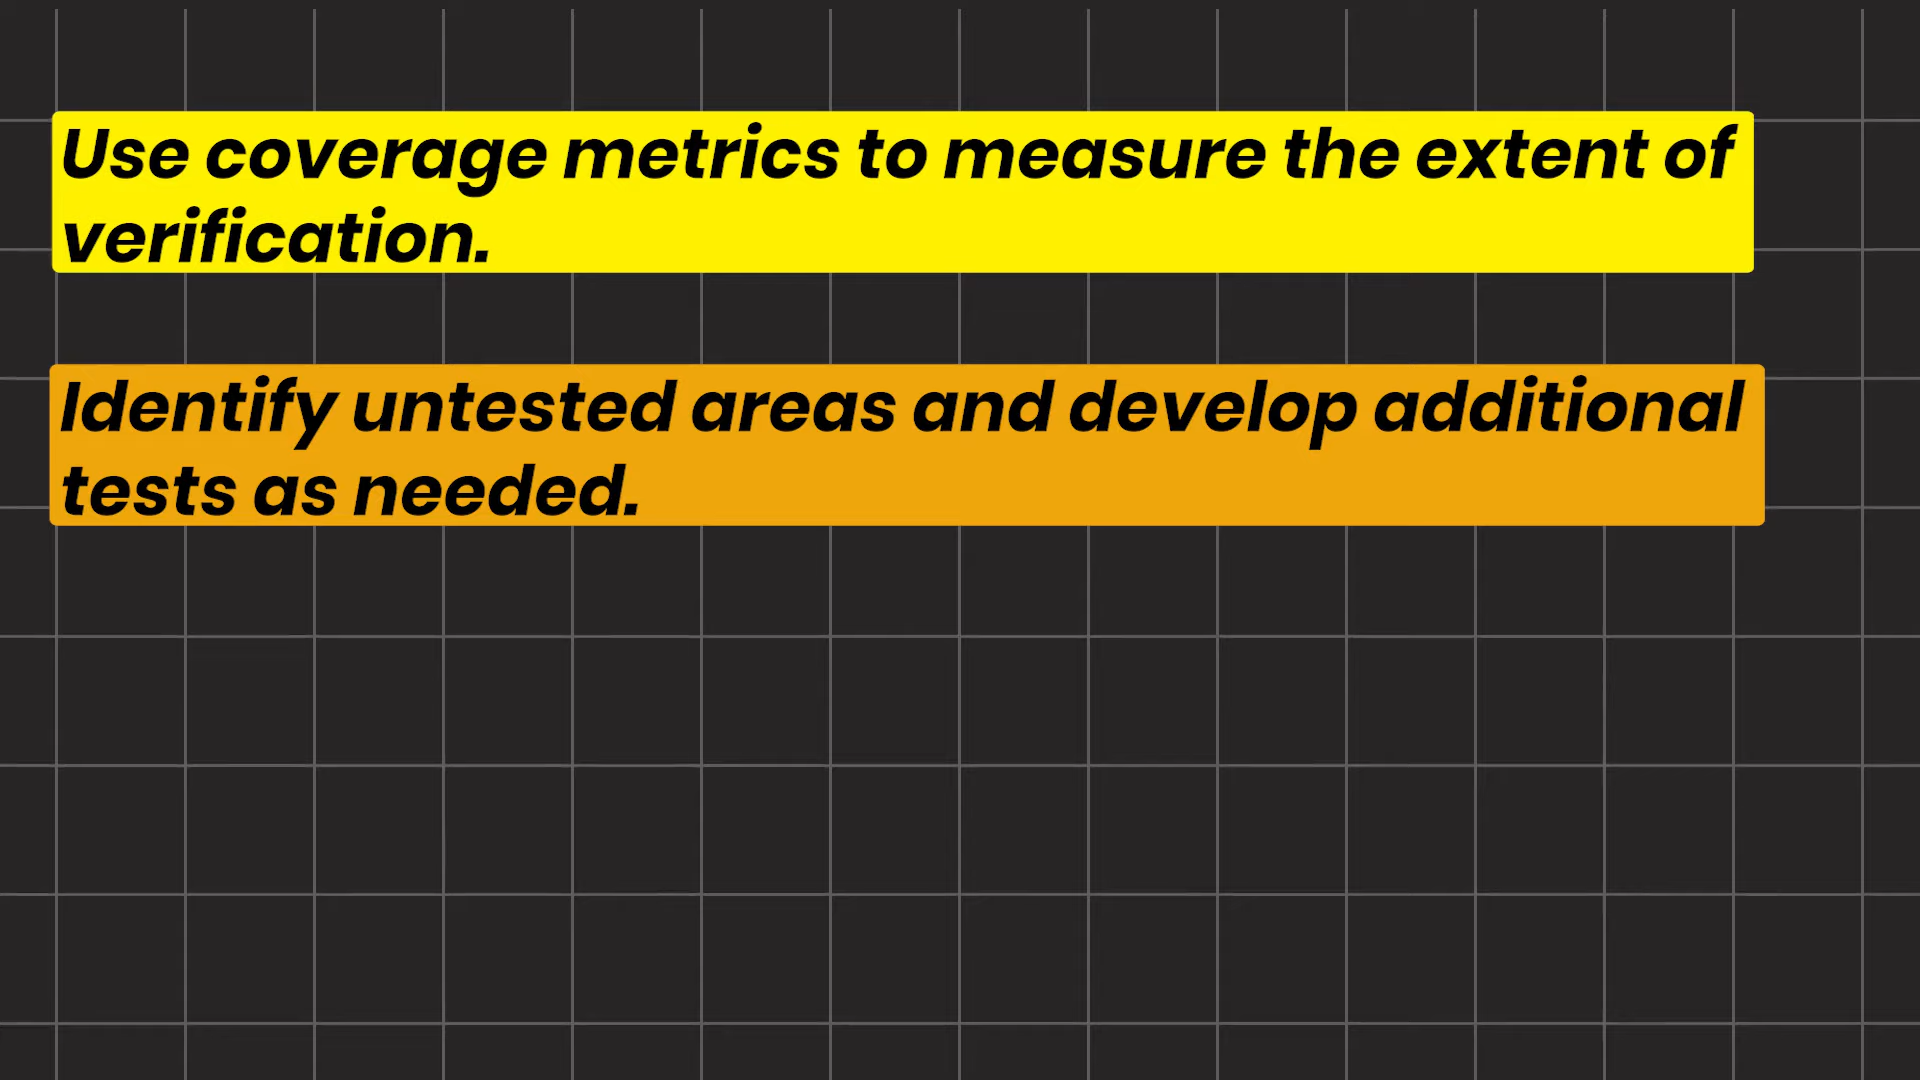 Use coverage metrics to measure the extent of
verification.
Identify untested areas and develop additional
tests as needed.